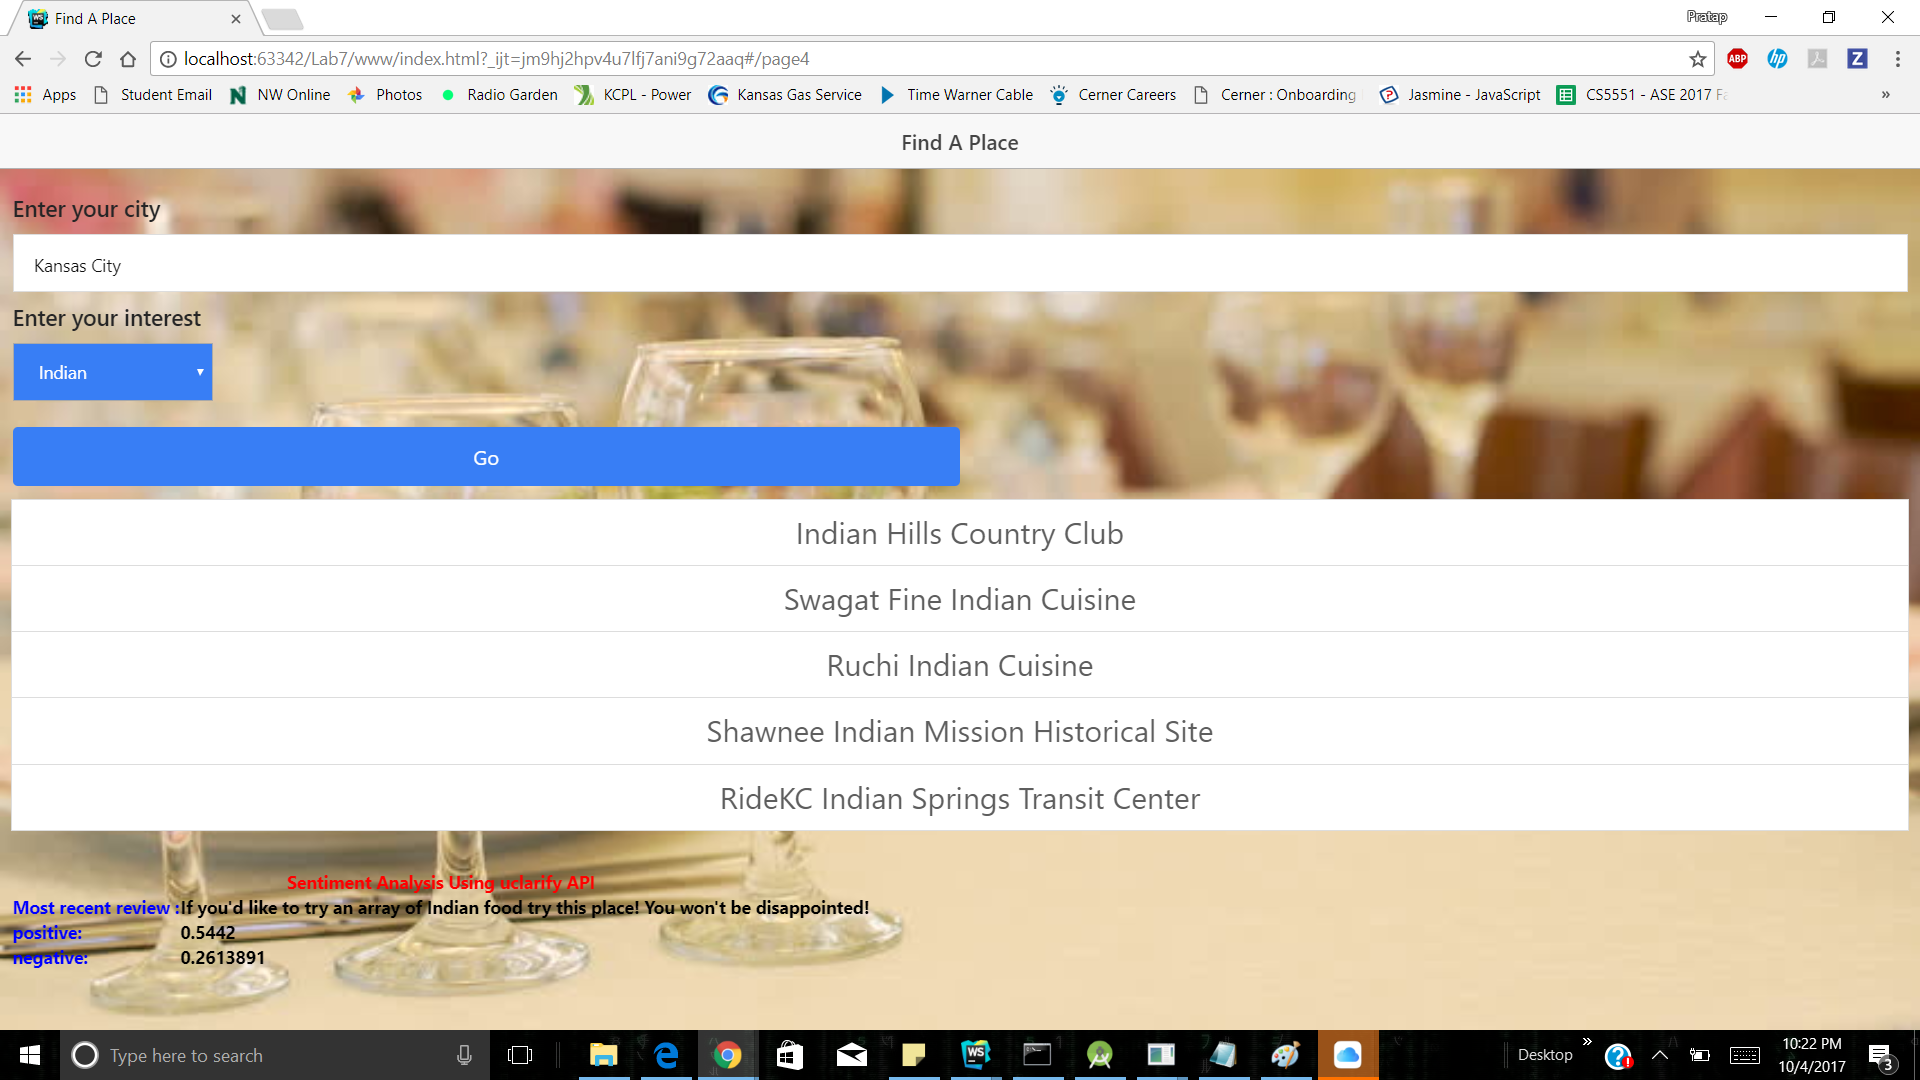 Find A Place
Pratap
localhost:63342/Lab7/www/index.html?_ijt=jm9hj2hpv4u7lfj7ani9g72aaq#/page4
ABP
hp
Z
Apps
Student Email
N NW Online
Photos
Radio Garden
KCPL - Power
Kansas Gas Service
Time Warner Cable
Cerner Careers
Cerner : Onboarding
Jasmine - JavaScript
CS5551 - ASE 2017 Fa
»
Find A Place
Enter your city
Kansas City
Enter your interest
Indian
Go
Indian Hills Country Club
Swagat Fine Indian Cuisine
Ruchi Indian Cuisine
Shawnee Indian Mission Historical Site
RideKC Indian Springs Transit Center
Sentiment Analysis Using uclarify API
Most recent review :If you'd like to try an array of Indian food try this place! You won't be disappointed!
positive: 0.5442
negative: 0.2613891
Type here to search
WS
Desktop
»
10:22 PM
10/4/2017
3